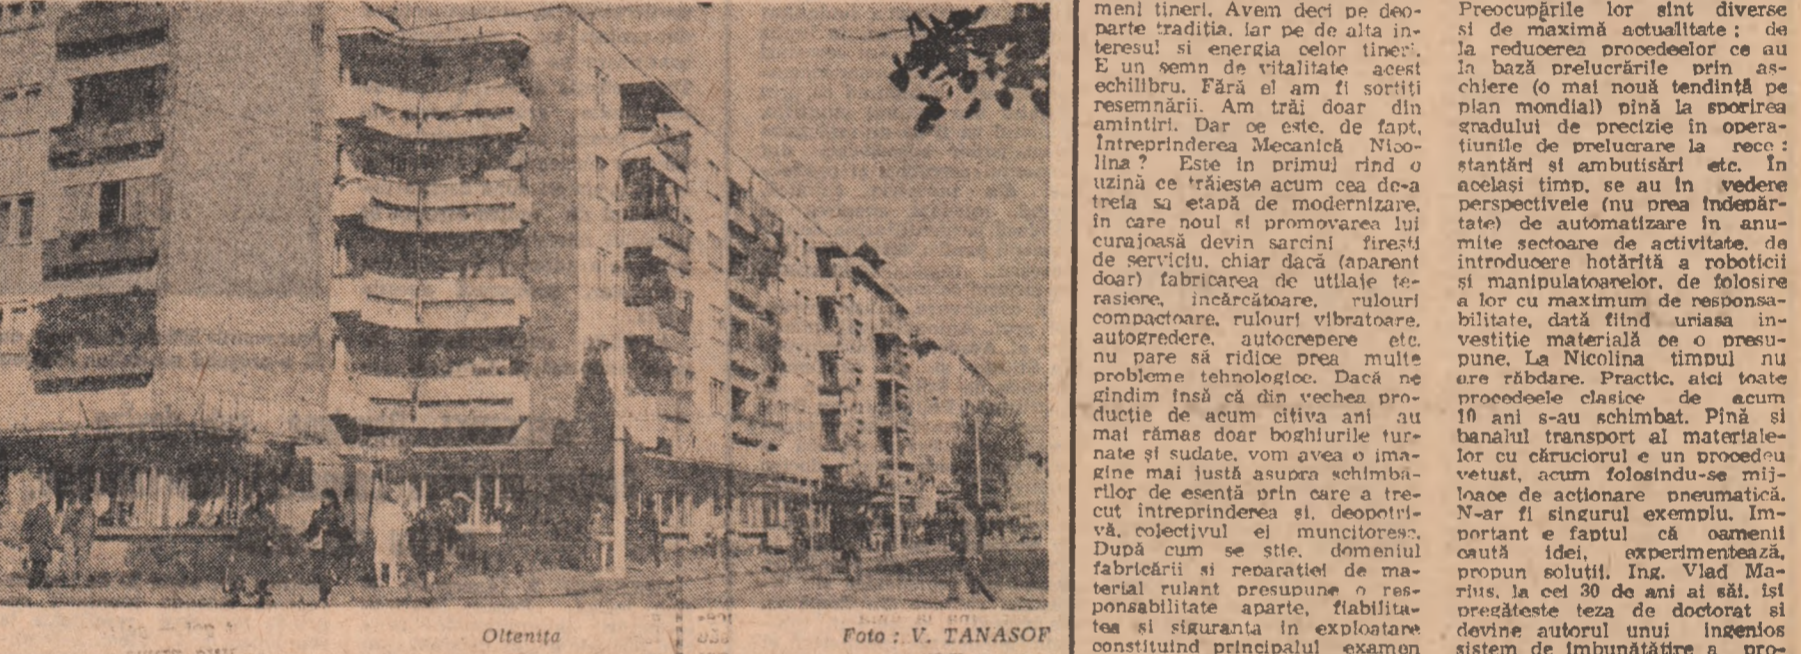 Oltenița
Foto : V. TANASOF
meni tineri. Avem deci pe deo-
parte tradiția, iar pe de alta in-
teresul si energia celor tineri.
E un semn de vitalitate acest
echilibru. Fără el am fi sortiți
resemnării. Am trăi doar din
amintiri. Dar ce este, de fapt,
Întreprinderea Mecanică Nico-
lina ? Este în primul rînd o
uzină ce trăiește acum cea de-a
treia sa etapă de modernizare,
în care noul si promovarea lui
curajoasă devin sarcini firești
de serviciu, chiar dacă (aparent
doar) fabricarea de utilaje te-
rasiere, încărcătoare, rulouri
compactoare, rulouri vibratoare,
autogredere, autocrepere etc.
nu pare să ridice prea multe
probleme tehnologice. Dacă ne
gîndim însă că din vechea pro-
ducție de acum cîtiva ani au
mai rămas doar boghiurile tur-
nate și sudate, vom avea o ima-
gine mai justă asupra schimbă-
rilor de esență prin care a tre-
cut întreprinderea și, deopotri-
vă, colectivul ei muncitoresc.
După cum se știe, domeniul
fabricării si reparației de ma-
terial rulant presupune o res-
ponsabilitate aparte, fiabilita-
tea si siguranta în exploatare
constituind principalul examen
Preocupările lor sînt diverse
si de maximă actualitate : de
la reducerea procedeelor ce au
la bază prelucrările prin aș-
chiere (o mai nouă tendință pe
plan mondial) pînă la sporirea
gradului de precizie în opera-
țiunile de prelucrare la rece :
stanțări și ambutisări etc. În
același timp, se au în vedere
perspectivele (nu prea îndepăr-
tate) de automatizare în anu-
mite sectoare de activitate, de
introducere hotărîtă a roboticii
și manipulatoarelor, de folosire
a lor cu maximum de responsa-
bilitate, dată fiind uriașa in-
vestiție materială ce o presu-
pune. La Nicolina timpul nu
are răbdare. Practic, aici toate
procedeele clasice de acum
10 ani s-au schimbat. Pînă și
banalul transport al materiale-
lor cu căruciorul e un procedeu
vetust, acum folosindu-se mij-
loace de acționare pneumatică.
N-ar fi singurul exemplu. Im-
portant e faptul că oamenii
caută idei, experimentează,
propun soluții. Ing. Vlad Ma-
rius, la cei 30 de ani ai săi, își
pregătește teza de doctorat si
devine autorul unui ingenios
sistem de îmbunătățire a pro-